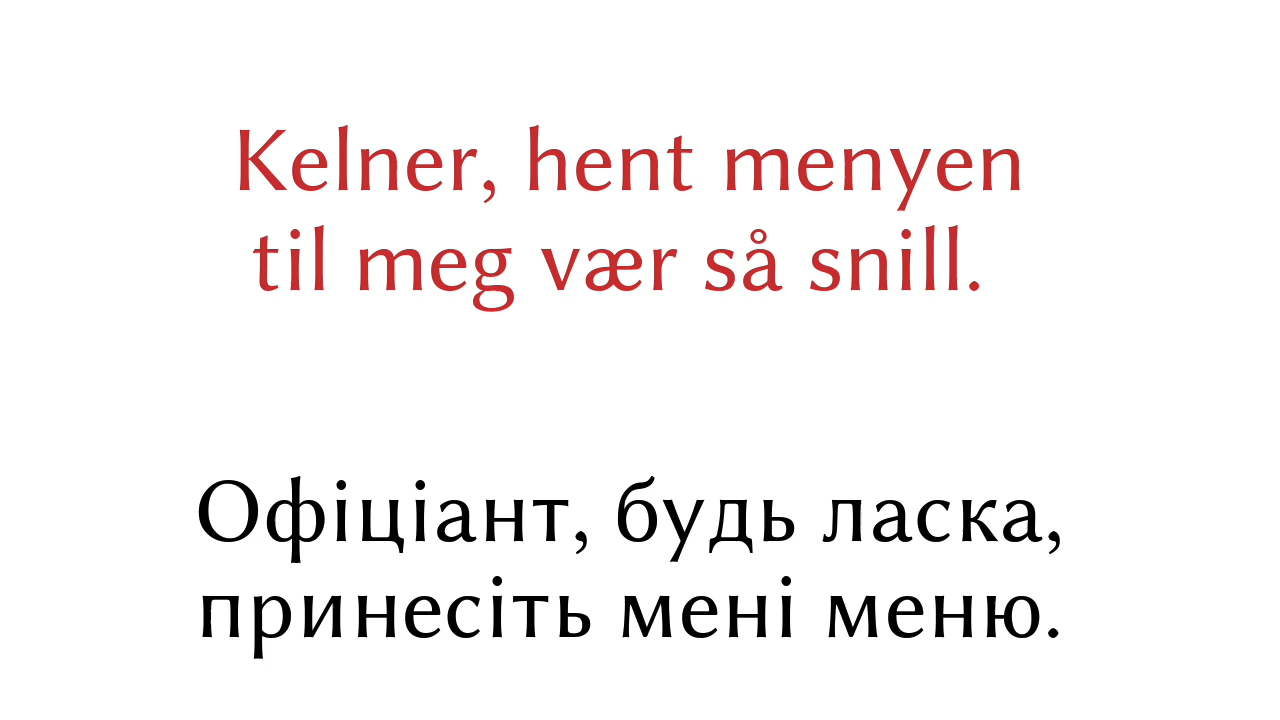 Kelner, hent menyen
til meg vær så snill.
Офіціант, будь ласка,
принесіть мені меню.